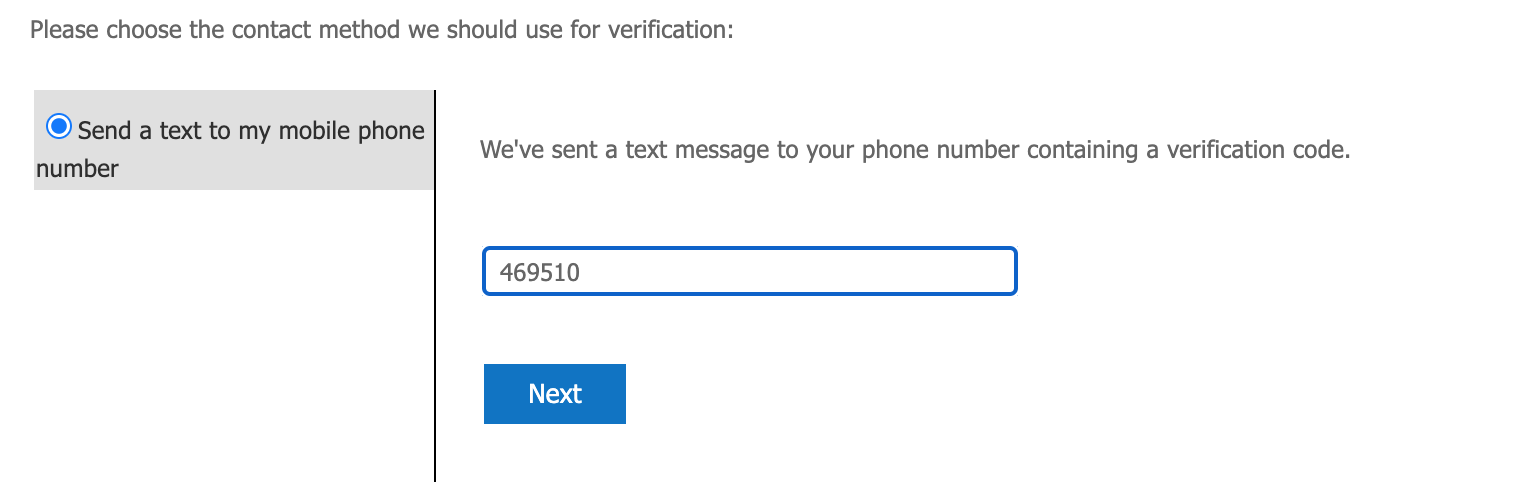 Please choose the contact method we should use for verification:
Send a text to my mobile phone
number
We've sent a text message to your phone number containing a verification code.
469510
Next